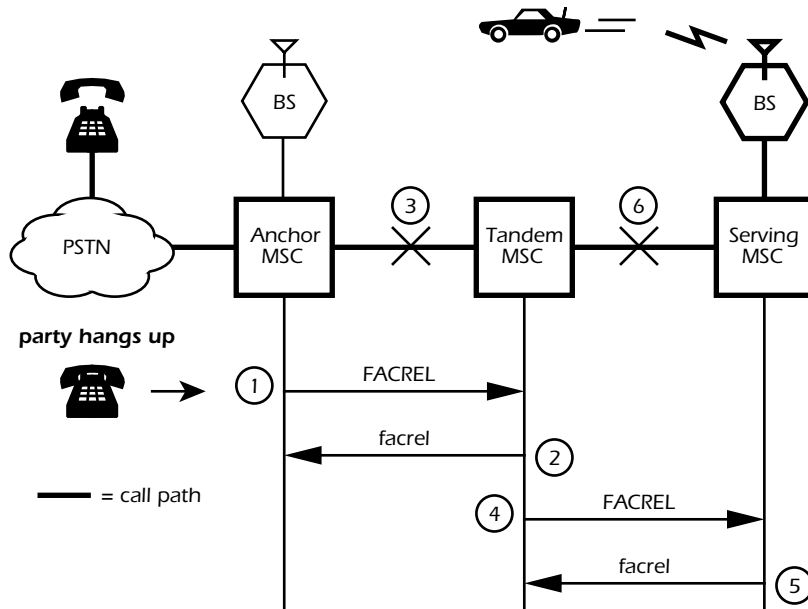 BS
BS
3
6
PSTN
Anchor
MSC
Tandem
MSC
Serving
MSC
party hangs up
1
FACREL
facrel
2
= call path
4
FACREL
facrel
5